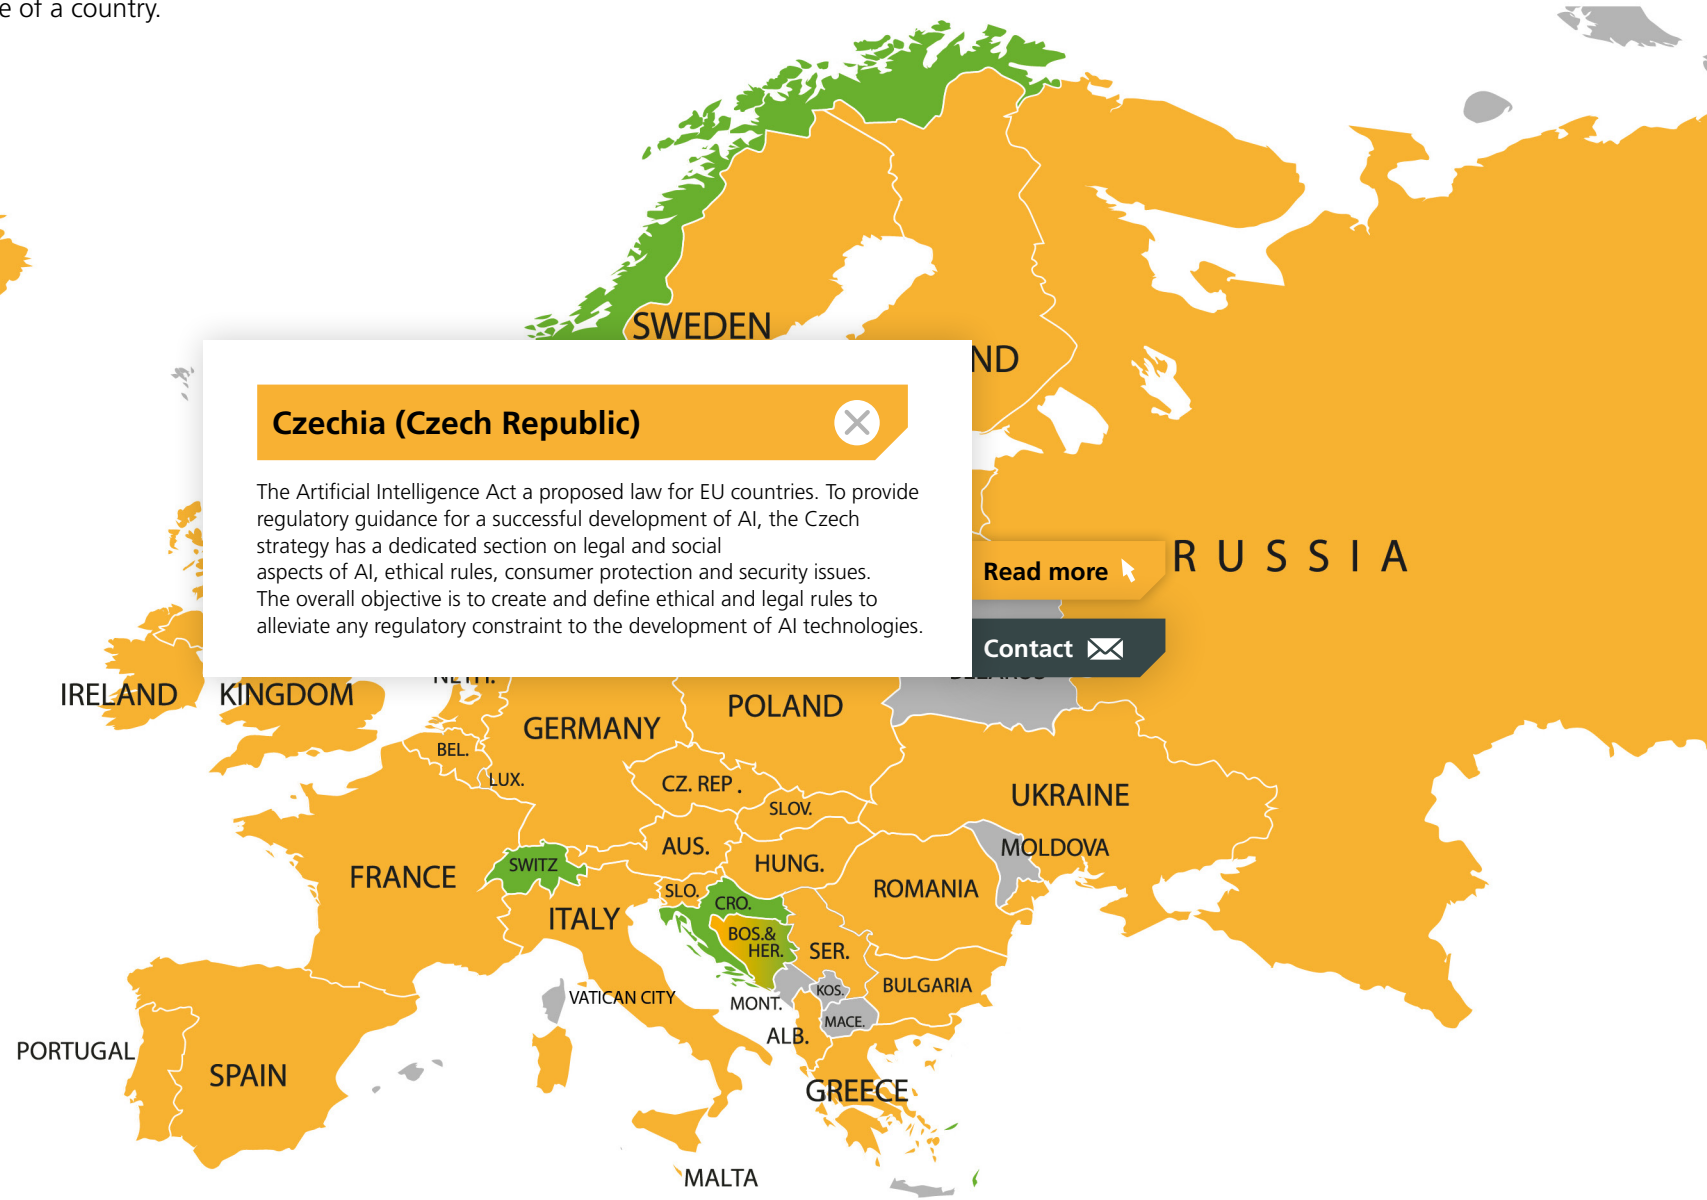 e of a country.
SWEDEN
ND
Czechia (Czech Republic)
The Artificial Intelligence Act a proposed law for EU countries. To provide
regulatory guidance for a successful development of AI, the Czech
strategy has a dedicated section on legal and social
aspects of AI, ethical rules, consumer protection and security issues.
The overall objective is to create and define ethical and legal rules to
alleviate any regulatory constraint to the development of AI technologies.
RUSSIA
Read more
Contact
IRELAND
KINGDOM
NETH.
BELARUS
POLAND
GERMANY
BEL.
LUX.
CZ. REP.
SLOV.
UKRAINE
AUS.
HUNG.
MOLDOVA
FRANCE
SWITZ
ROMANIA
SLO.
CRO.
ITALY
BOS.&
HER.
SER.
BULGARIA
KOS.
VATICAN CITY
MONT.
MACE.
ALB.
PORTUGAL
SPAIN
GREECE
MALTA